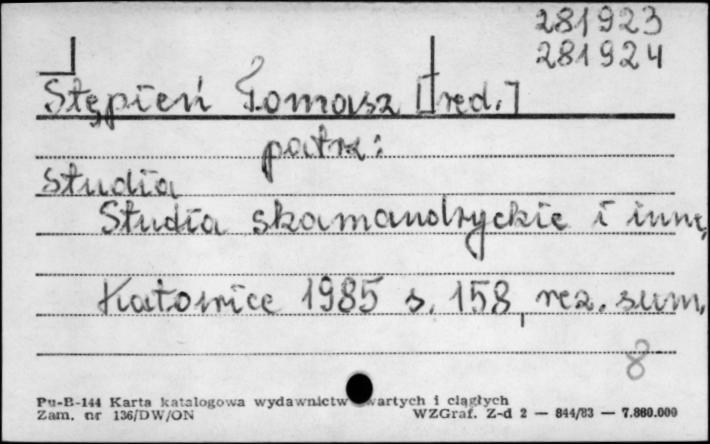 281923
281924
Stępień Tomasz [red.]
patrz:
Studia
Studia skamandryckie i inne,
Katowice 1985 s. 158, rez. sum.
8
Pu-B-144 Karta katalogowa wydawnictw zwartych i ciągłych
Zam. nr 136/DW/ON WZGraf. Z-d 2 — 844/83 — 7.880.000